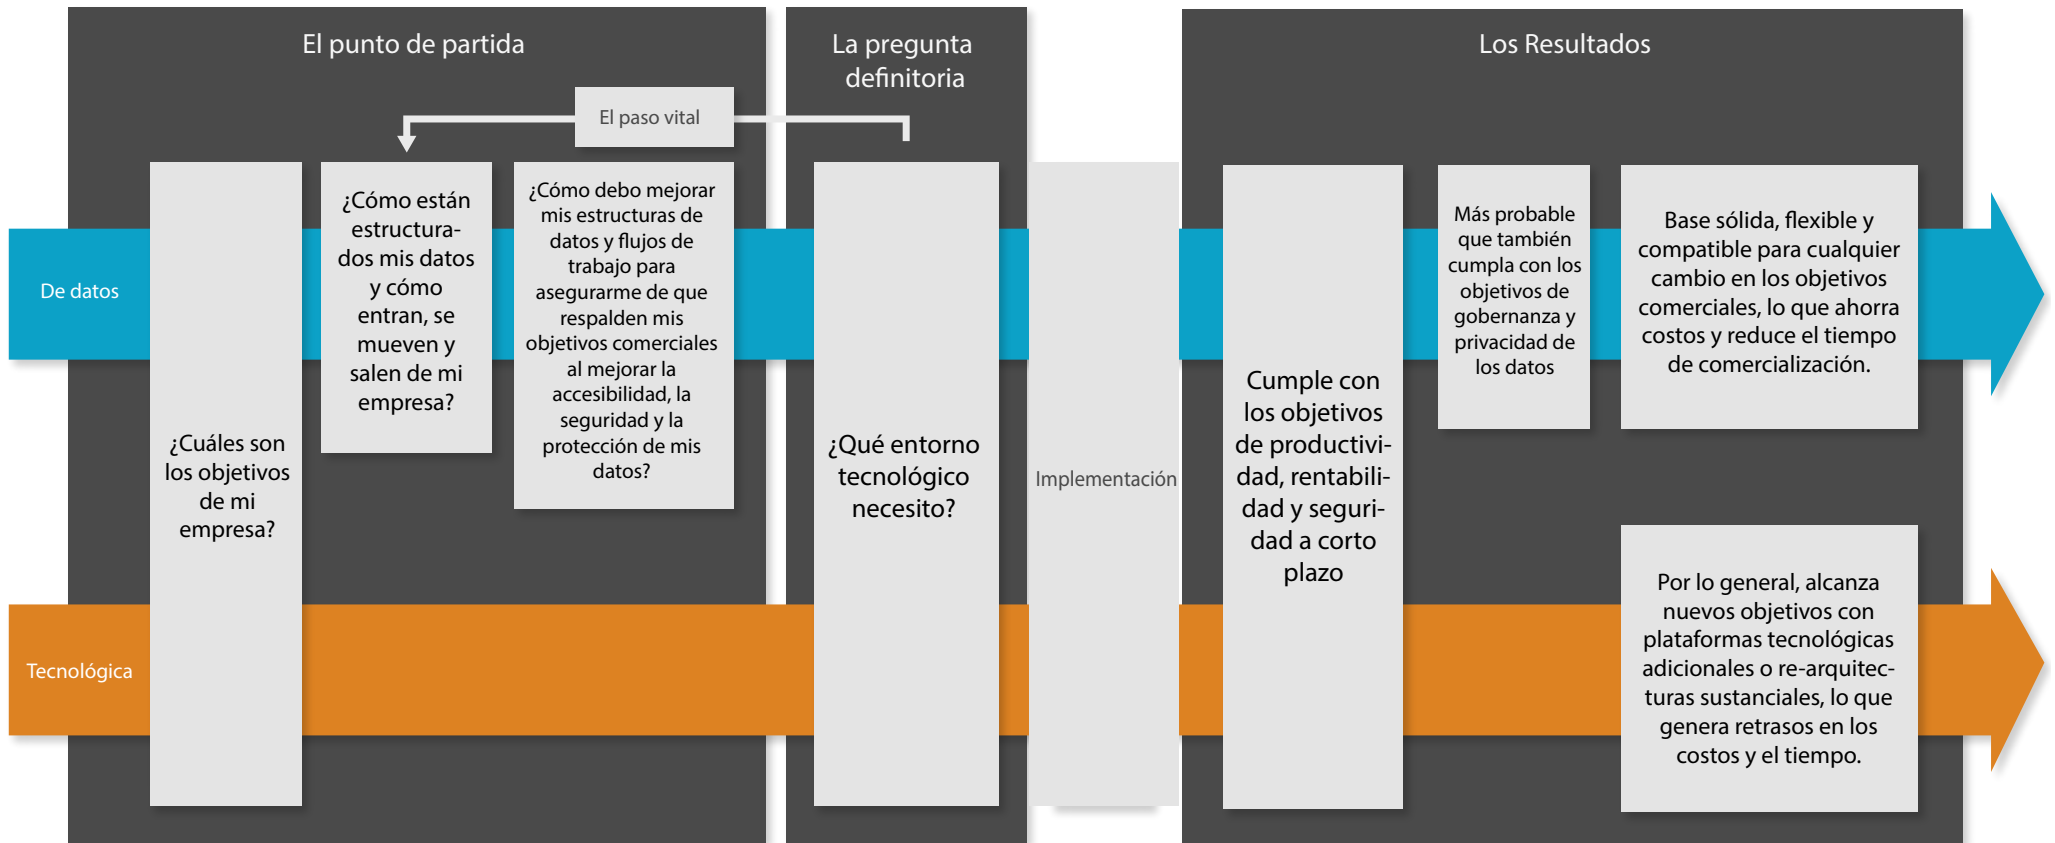 El punto de partida
La pregunta
definitoria
Los Resultados
El paso vital
De datos
Tecnológica
¿Cuáles son
los objetivos
de mi
empresa?
¿Cómo están
estructura-
dos mis datos
y cómo
entran, se
mueven y
salen de mi
empresa?
¿Cómo debo mejorar
mis estructuras de
datos y flujos de
trabajo para
asegurarme de que
respalden mis
objetivos comerciales
al mejorar la
accesibilidad, la
seguridad y la
protección de mis
datos?
¿Qué entorno
tecnológico
necesito?
Implementación
Cumple con
los objetivos
de productivi-
dad, rentabili-
dad y seguri-
dad a corto
plazo
Más probable
que también
cumpla con los
objetivos de
gobernanza y
privacidad de
los datos
Base sólida, flexible y
compatible para cualquier
cambio en los objetivos
comerciales, lo que ahorra
costos y reduce el tiempo
de comercialización.
Por lo general, alcanza
nuevos objetivos con
plataformas tecnológicas
adicionales o re-arquitec-
turas sustanciales, lo que
genera retrasos en los
costos y el tiempo.